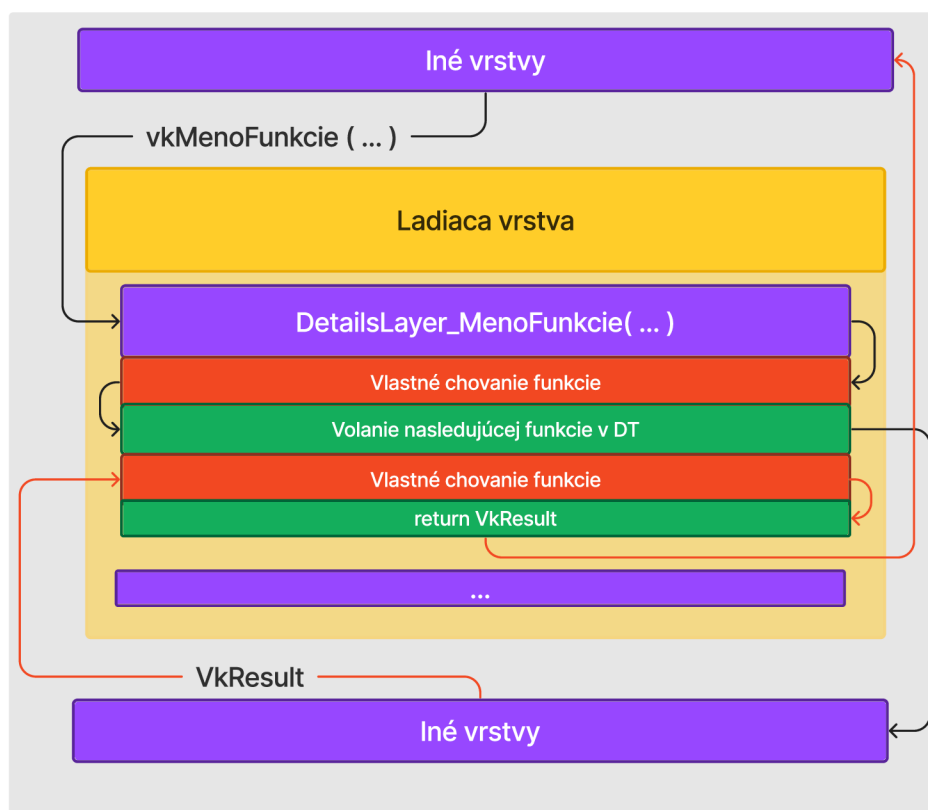 Iné vrstvy
vkMenoFunkcie ( ... )
Ladiaca vrstva
DetailsLayer_MenoFunkcie( ... )
Vlastné chovanie funkcie
Volanie nasledujúcej funkcie v DT
Vlastné chovanie funkcie
return VkResult
...
VkResult
Iné vrstvy